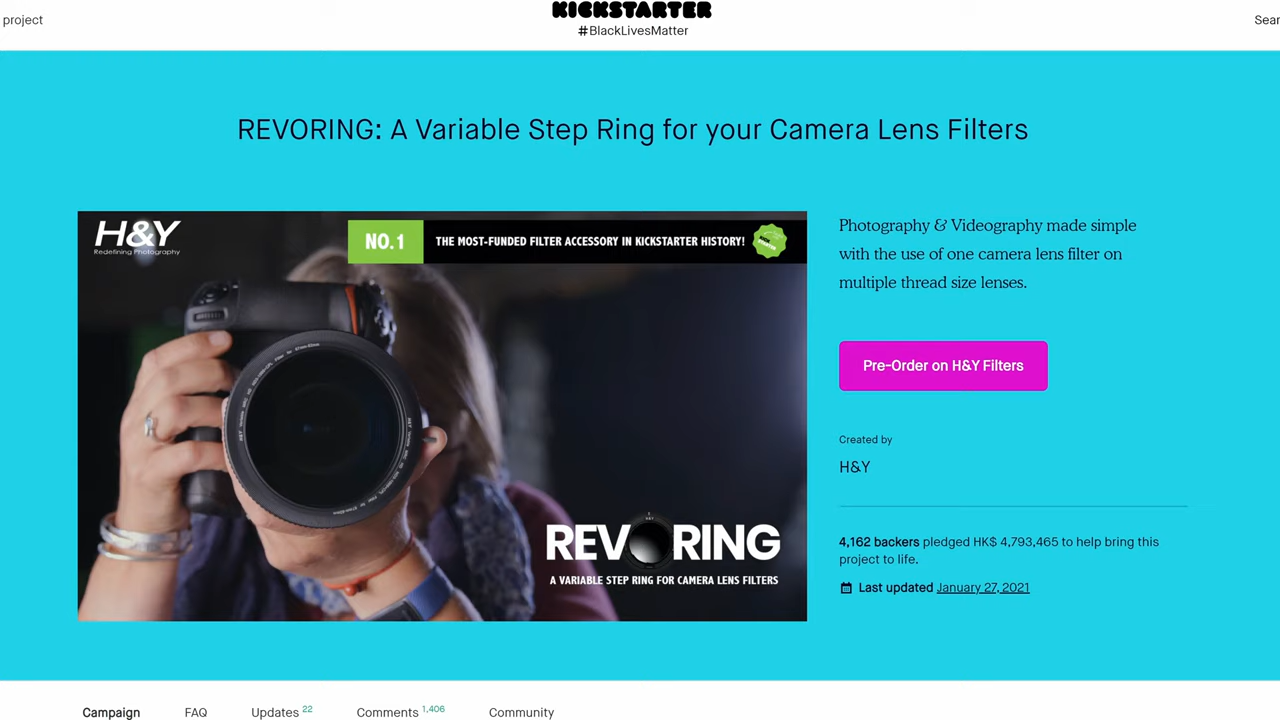 project
KICKSTARTER
#BlackLivesMatter
Sear
REVORING: A Variable Step Ring for your Camera Lens Filters
H&Y
Redefining Photography
NO.1
THE MOST-FUNDED FILTER ACCESSORY IN KICKSTARTER HISTORY!
REVORING
A VARIABLE STEP RING FOR CAMERA LENS FILTERS
Photography & Videography made simple
with the use of one camera lens filter on
multiple thread size lenses.
Pre-Order on H&Y Filters
Created by
H&Y
4,162 backers pledged HK$ 4,793,465 to help bring this
project to life.
Last updated January 27, 2021
Campaign
FAQ
Updates 22
Comments 1,406
Community